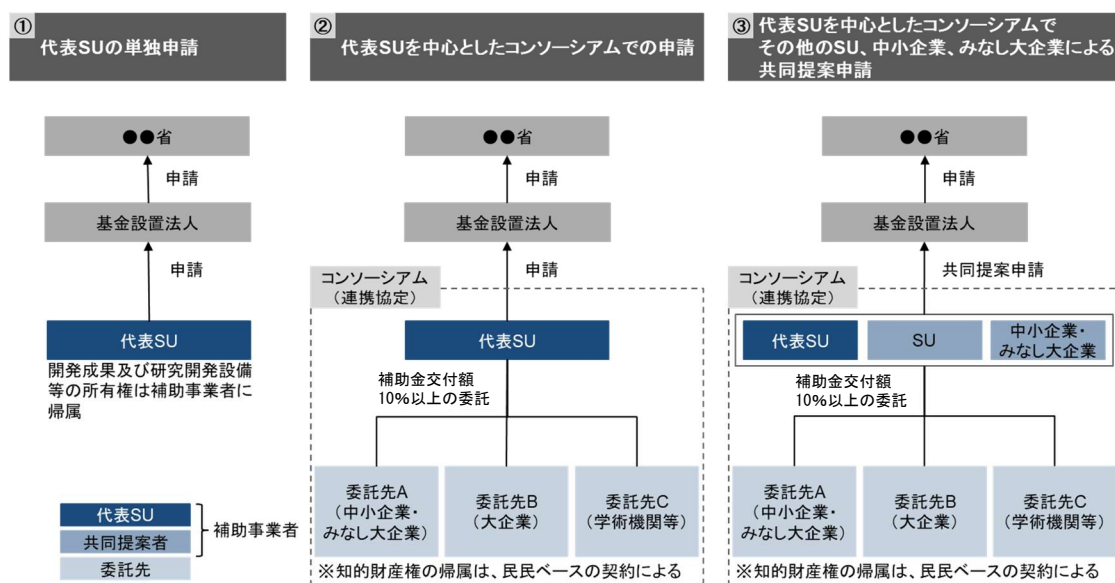 ①
代表SUの単独申請
●●省
申請
基金設置法人
申請
代表SU
開発成果及び研究開発設備
等の所有権は補助事業者に
帰属
代表SU
共同提案者
補助事業者
委託先
②
代表SUを中心としたコンソーシアムでの申請
●●省
申請
基金設置法人
コンソーシアム
（連携協定）
申請
代表SU
補助金交付額
10%以上の委託
委託先A
（中小企業・
みなし大企業）
委託先B
（大企業）
委託先C
（学術機関等）
※知的財産権の帰属は、民民ベースの契約による
③
代表SUを中心としたコンソーシアムで
その他のSU、中小企業、みなし大企業による
共同提案申請
●●省
申請
基金設置法人
コンソーシアム
（連携協定）
共同提案申請
代表SU
SU
中小企業・
みなし大企業
補助金交付額
10%以上の委託
委託先A
（中小企業・
みなし大企業）
委託先B
（大企業）
委託先C
（学術機関等）
※知的財産権の帰属は、民民ベースの契約による